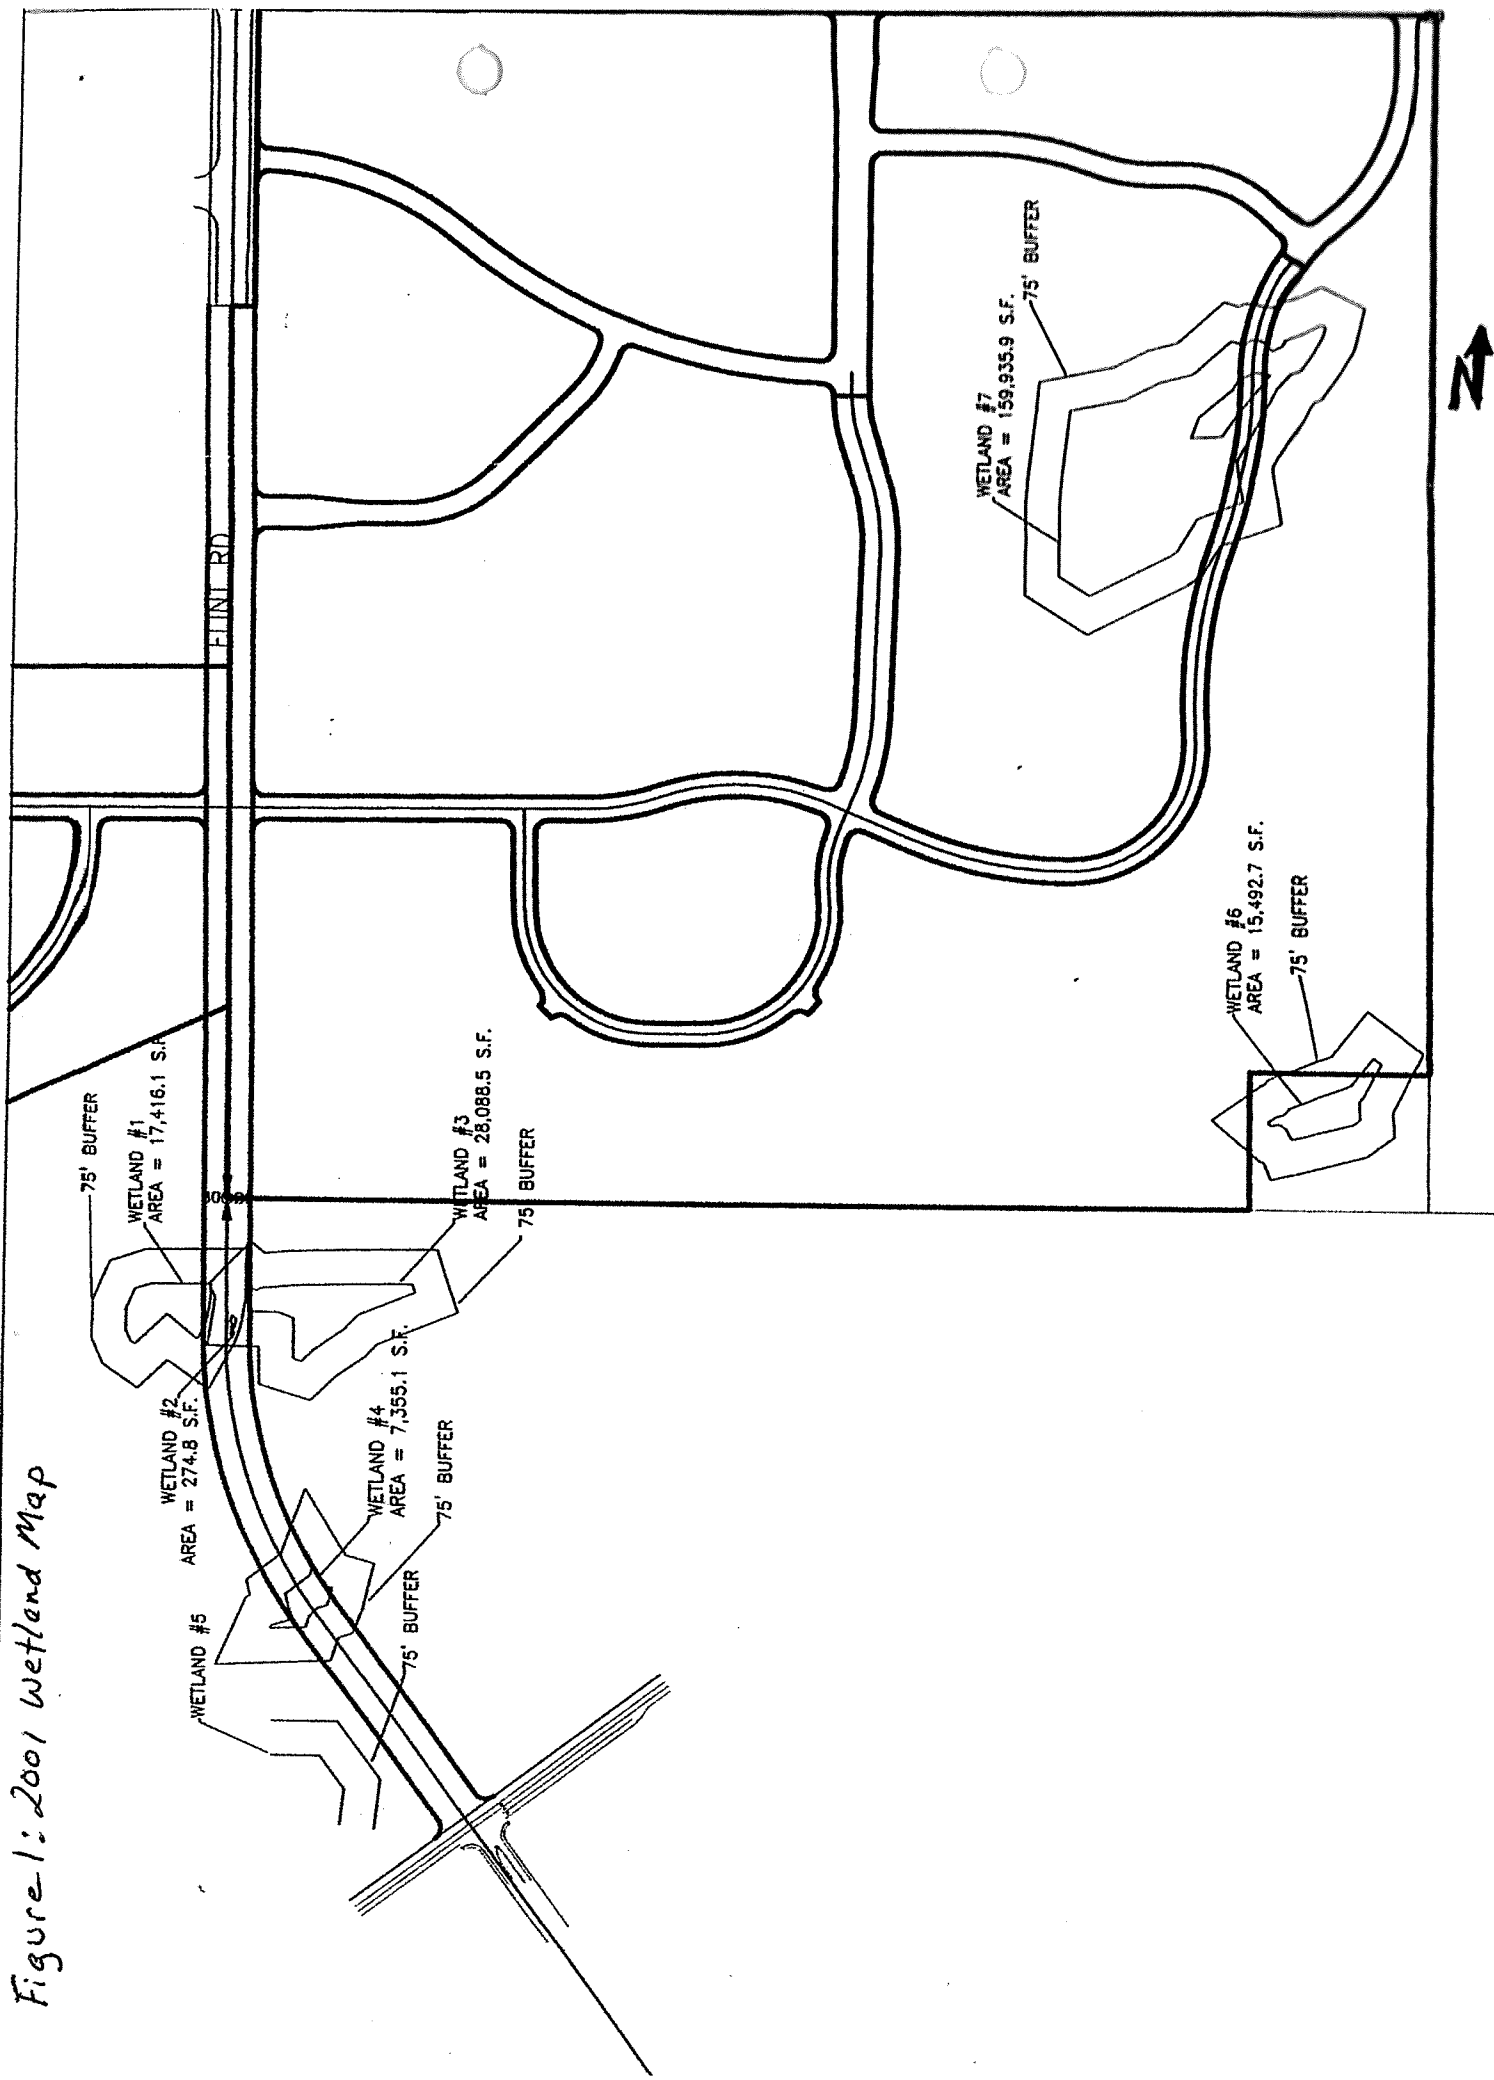 Figure 1: 2001 Wetland Map
FLINT RD
75' BUFFER
WETLAND #1
AREA = 17,416.1 S.F.
WETLAND #2
AREA = 274.8 S.F.
WETLAND #3
AREA = 28,088.5 S.F.
75' BUFFER
WETLAND #4
AREA = 7,355.1 S.F.
75' BUFFER
WETLAND #5
75' BUFFER
WETLAND #6
AREA = 15,492.7 S.F.
75' BUFFER
WETLAND #7
AREA = 159,935.9 S.F.
75' BUFFER
N